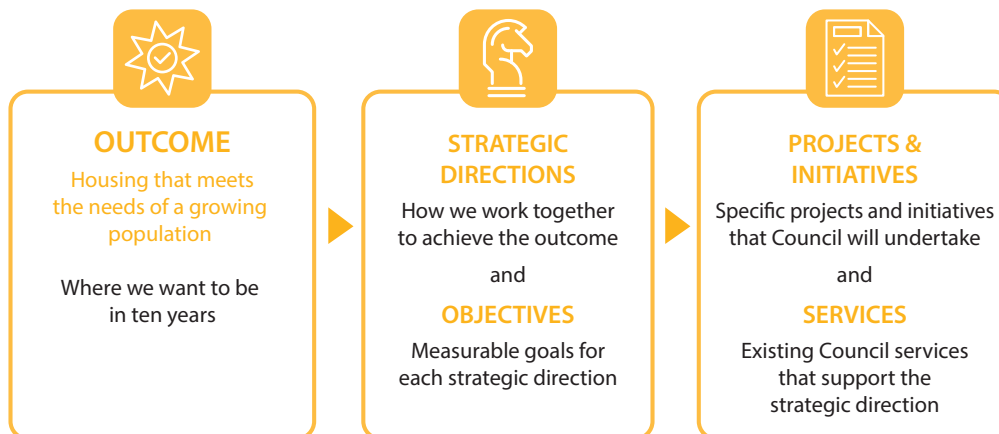 OUTCOME
Housing that meets
the needs of a growing
population
Where we want to be
in ten years
STRATEGIC
DIRECTIONS
How we work together
to achieve the outcome
and
OBJECTIVES
Measurable goals for
each strategic direction
PROJECTS &
INITIATIVES
Specific projects and initiatives
that Council will undertake
and
SERVICES
Existing Council services
that support the
strategic direction